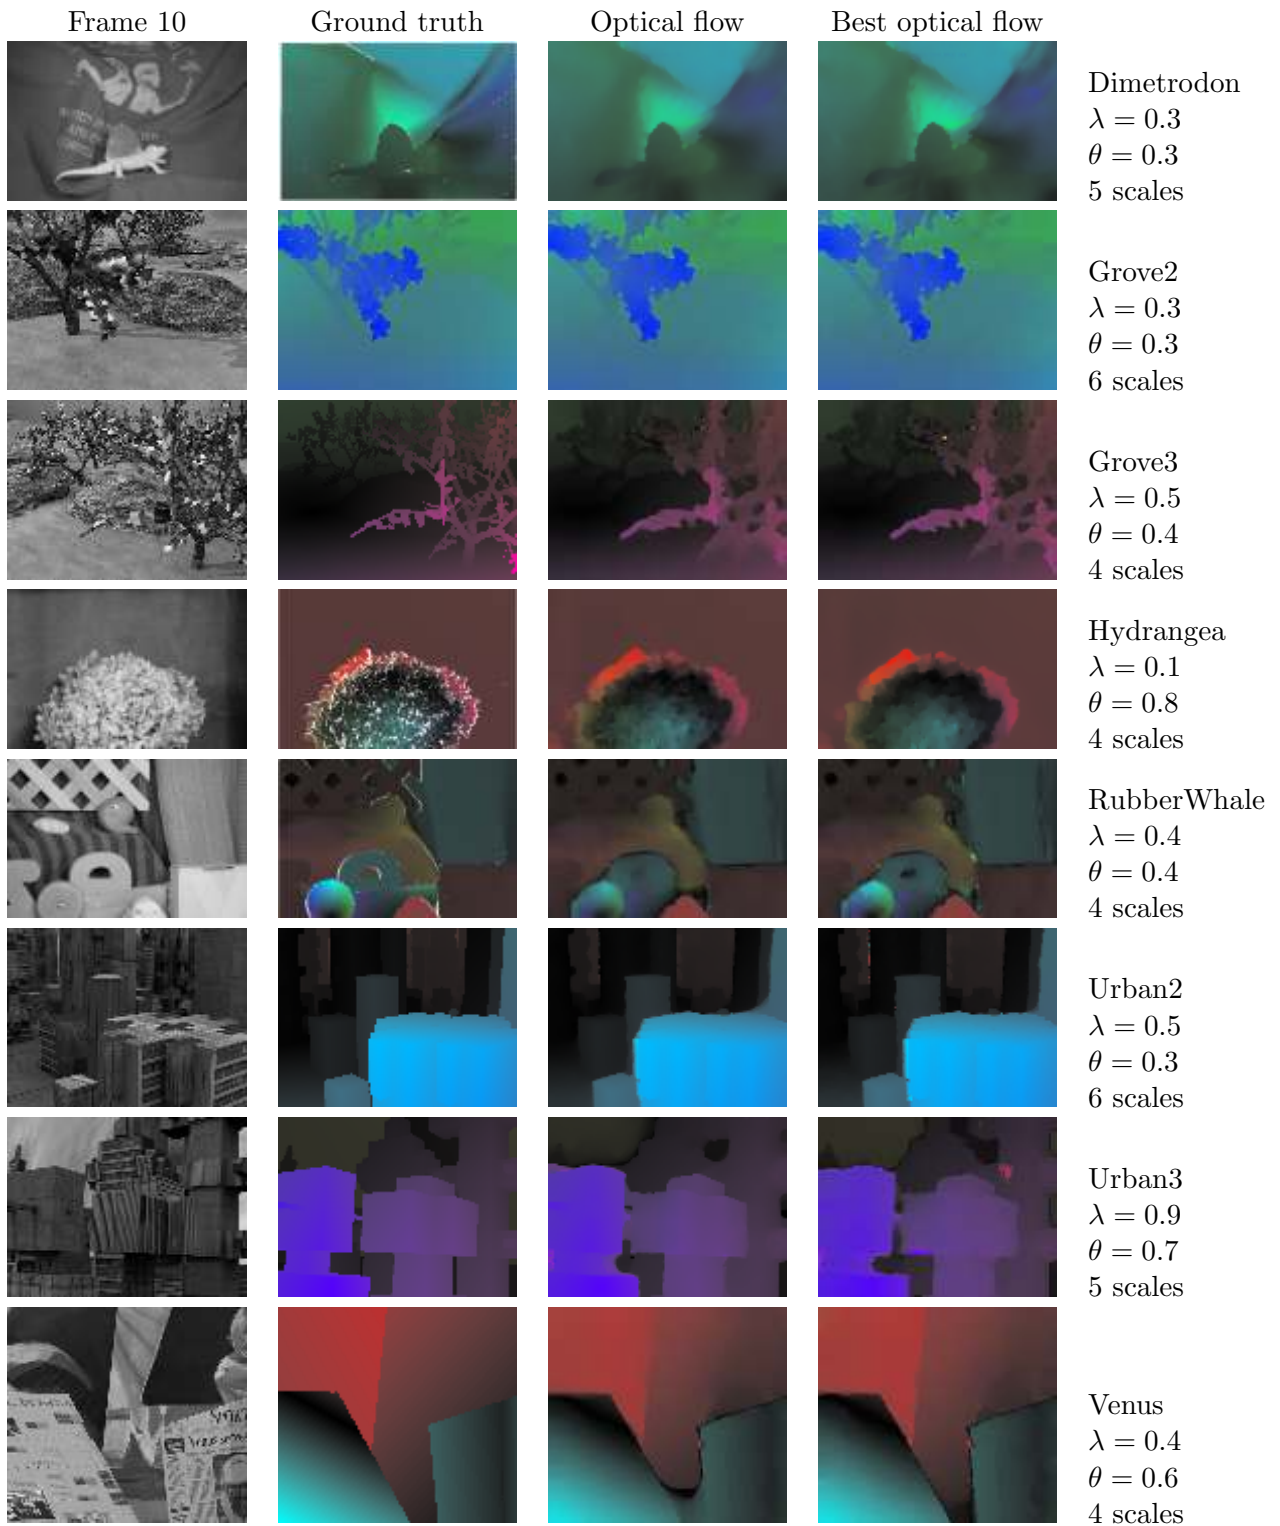 Frame 10 Ground truth Optical flow Best optical flow
Dimetrodon
λ = 0.3
θ = 0.3
5 scales
Grove2
λ = 0.3
θ = 0.3
6 scales
Grove3
λ = 0.5
θ = 0.4
4 scales
Hydrangea
λ = 0.1
θ = 0.8
4 scales
RubberWhale
λ = 0.4
θ = 0.4
4 scales
Urban2
λ = 0.5
θ = 0.3
6 scales
Urban3
λ = 0.9
θ = 0.7
5 scales
Venus
λ = 0.4
θ = 0.6
4 scales